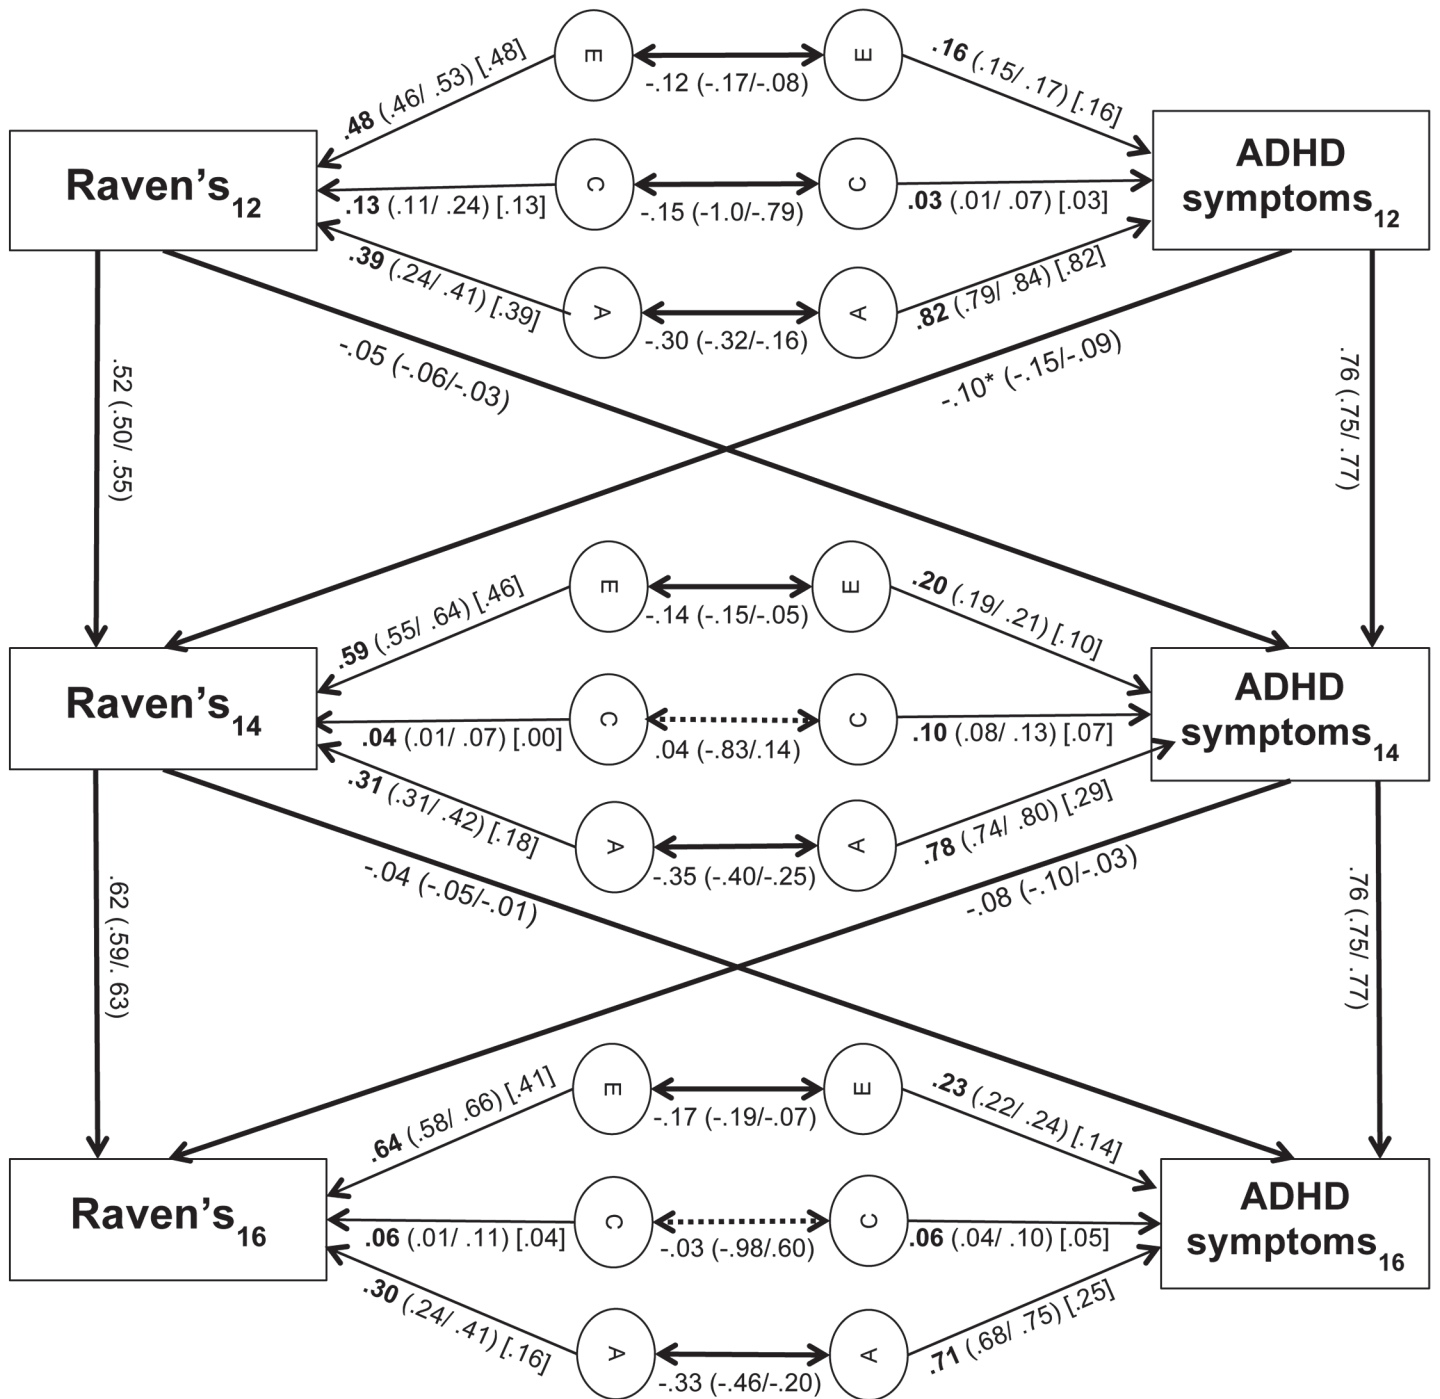 E
E
.48 (.46/ .53) [.48]
-.12 (-.17/-.08)
.16 (.15/ .17) [.16]
Raven’s12
ADHD
symptoms12
C
C
.13 (.11/ .24) [.13]
-.15 (-1.0/-.79)
.03 (.01/ .07) [.03]
.39 (.24/ .41) [.39]
A
A
.82 (.79/ .84) [.82]
-.30 (-.32/-.16)
.52 (.50/ .55)
-.05 (-.06/-.03)
-.10* (-.15/-.09)
.76 (.75/ .77)
E
E
.59 (.55/ .64) [.46]
-.14 (-.15/-.05)
.20 (.19/ .21) [.10]
Raven’s14
ADHD
symptoms14
C
C
.04 (.01/ .07) [.00]
.04 (-.83/.14)
.10 (.08/ .13) [.07]
.31 (.31/ .42) [.18]
A
A
.78 (.74/ .80) [.29]
-.35 (-.40/-.25)
.62 (.59/. 63)
-.04 (-.05/-.01)
-.08 (-.10/-.03)
.76 (.75/ .77)
E
E
.64 (.58/ .66) [.41]
-.17 (-.19/-.07)
.23 (.22/ .24) [.14]
Raven’s16
ADHD
symptoms16
C
C
.06 (.01/ .11) [.04]
-.03 (-.98/.60)
.06 (.04/ .10) [.05]
.30 (.24/ .41) [.16]
A
A
.71 (.68/ .75) [.25]
-.33 (-.46/-.20)